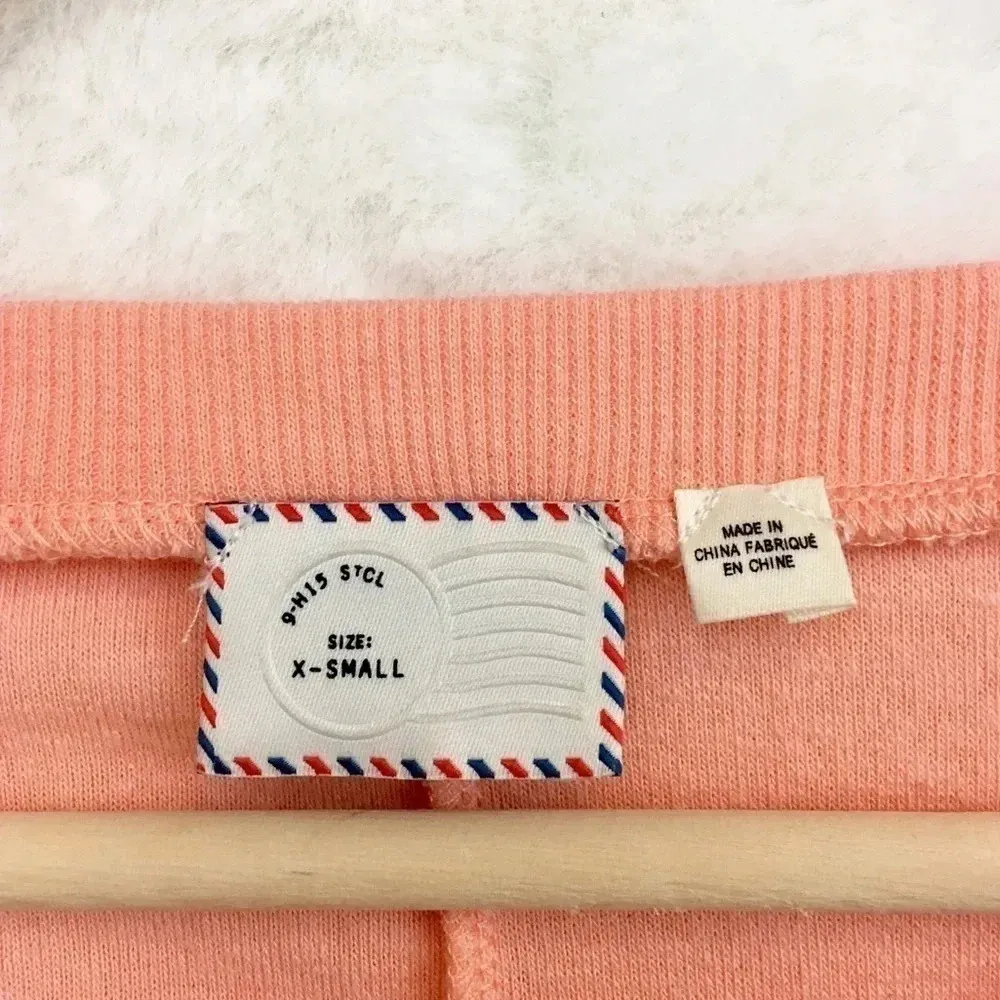 9-H15 STCL
SIZE:
X-SMALL
MADE IN
CHINA FABRIQUÉ
EN CHINE